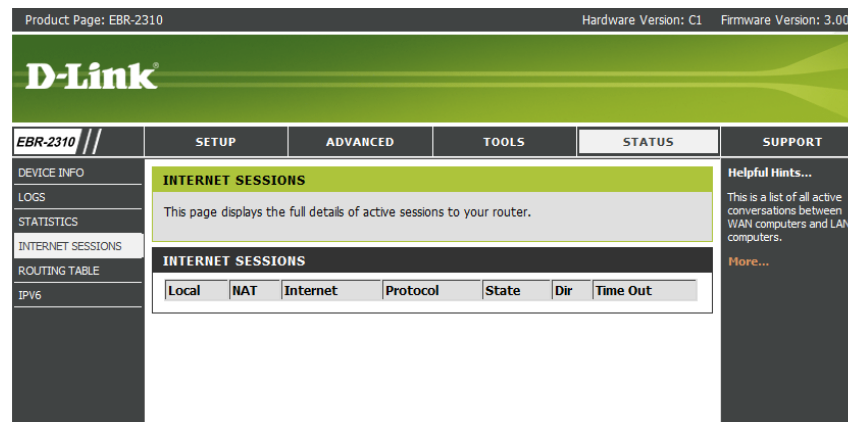 Product Page: EBR-2310 Hardware Version: C1 Firmware Version: 3.00
D-Link®
EBR-2310 SETUP ADVANCED TOOLS STATUS SUPPORT
DEVICE INFO
LOGS
STATISTICS
INTERNET SESSIONS
ROUTING TABLE
IPV6
INTERNET SESSIONS
This page displays the full details of active sessions to your router.
INTERNET SESSIONS
Local NAT Internet Protocol State Dir Time Out
Helpful Hints...
This is a list of all active
conversations between
WAN computers and LAN
computers.
More...